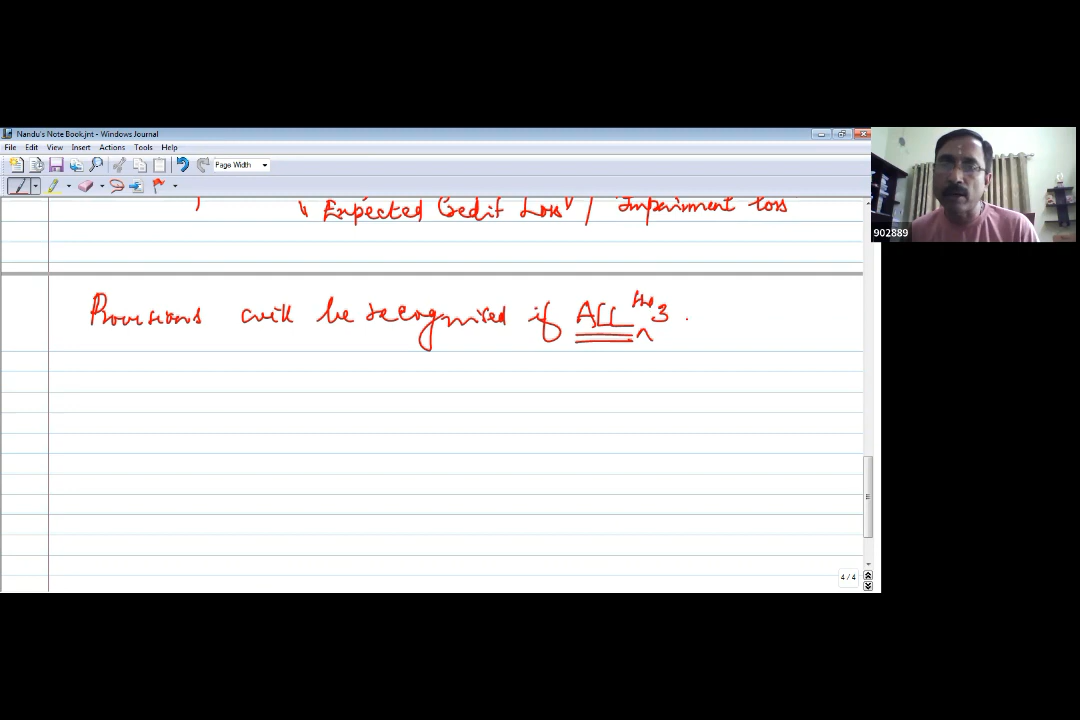 Nandu's Note Book.jnt - Windows Journal
File Edit View Insert Actions Tools Help
Page Width
"Expected Credit Loss" / Impairment loss
902889
Provisions will be recognised if ALL the 3.
4 / 4